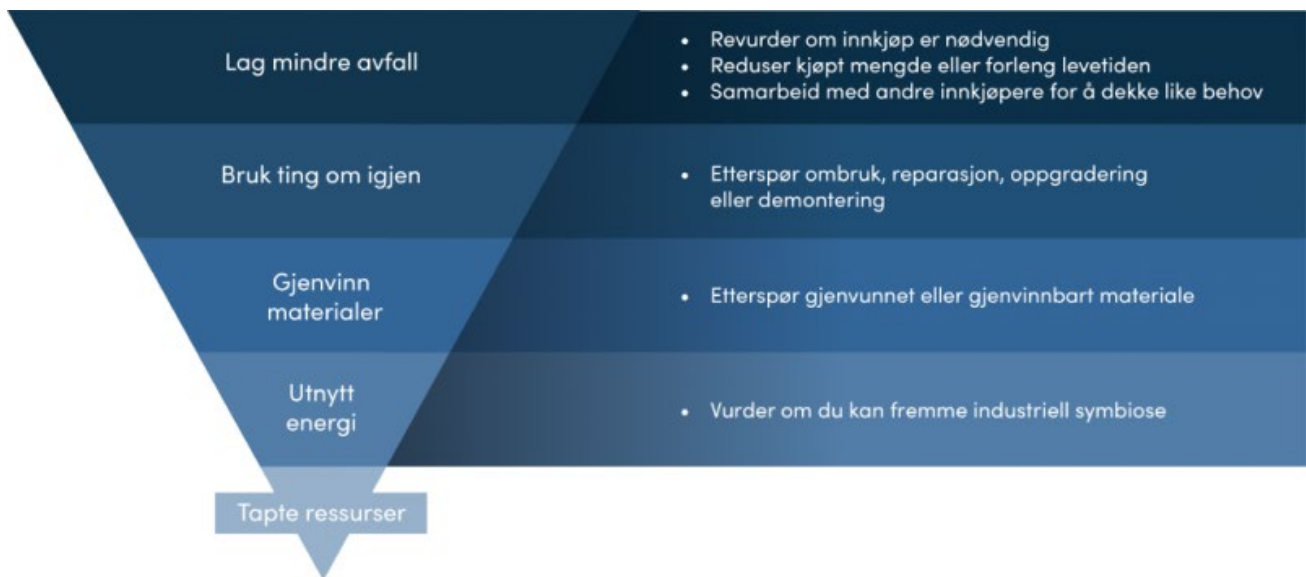 Lag mindre avfall
• Revurder om innkjøp er nødvendig
• Reduser kjøpt mengde eller forleng levetiden
• Samarbeid med andre innkjøpere for å dekke like behov
Bruk ting om igjen
• Etterspør ombruk, reparasjon, oppgradering
eller demontering
Gjenvinn
materialer
• Etterspør gjenvunnet eller gjenvinnbart materiale
Utnytt
energi
• Vurder om du kan fremme industriell symbiose
Tapte ressurser